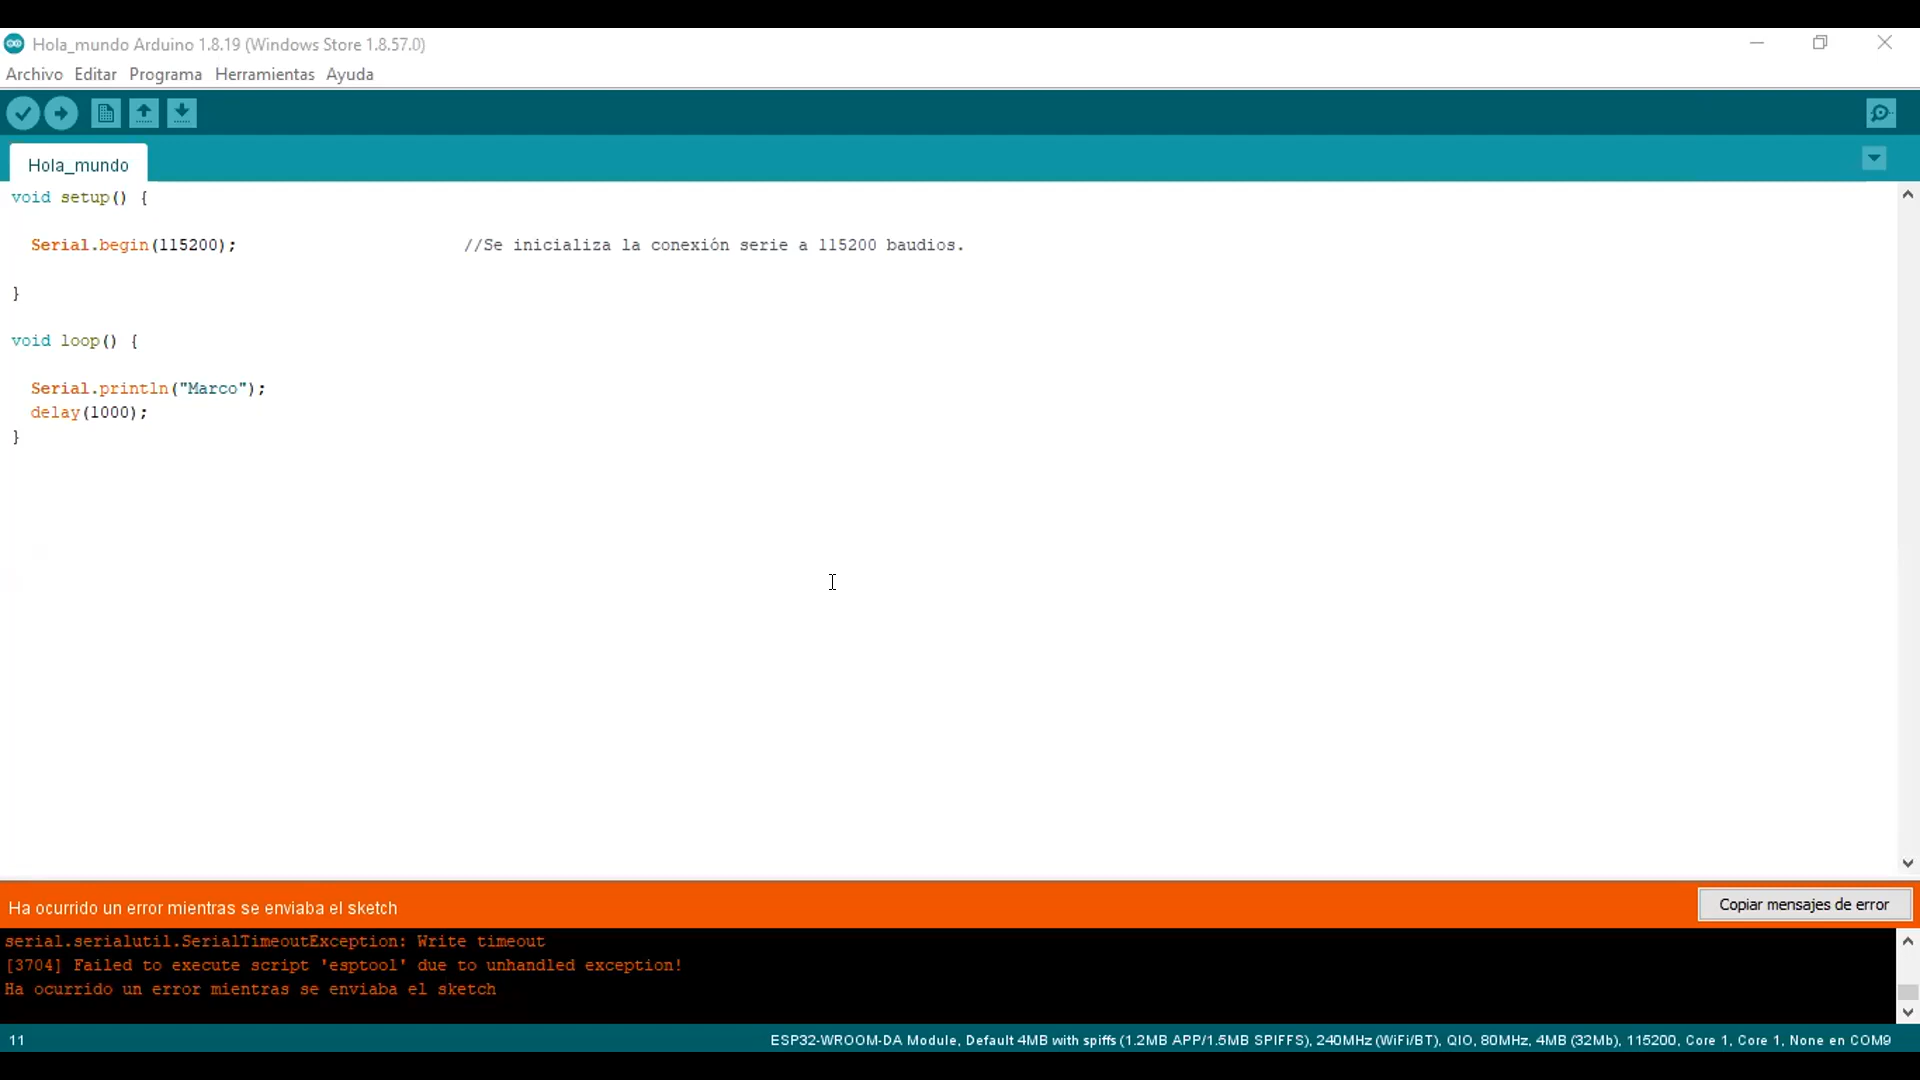 Hola_mundo Arduino 1.8.19 (Windows Store 1.8.57.0)
Archivo Editar Programa Herramientas Ayuda
Hola_mundo
void setup() {
Serial.begin(115200); //Se inicializa la conexión serie a 115200 baudios.
}
void loop() {
Serial.println("Marco");
delay(1000);
}
Ha ocurrido un error mientras se enviaba el sketch
Copiar mensajes de error
serial.serialutil.SerialTimeoutException: Write timeout
[3704] Failed to execute script 'esptool' due to unhandled exception!
Ha ocurrido un error mientras se enviaba el sketch
11 ESP32-WROOM-DA Module, Default 4MB with spiffs (1.2MB APP/1.5MB SPIFFS), 240MHz (WiFi/BT), QIO, 80MHz, 4MB (32Mb), 115200, Core 1, Core 1, None en COM9